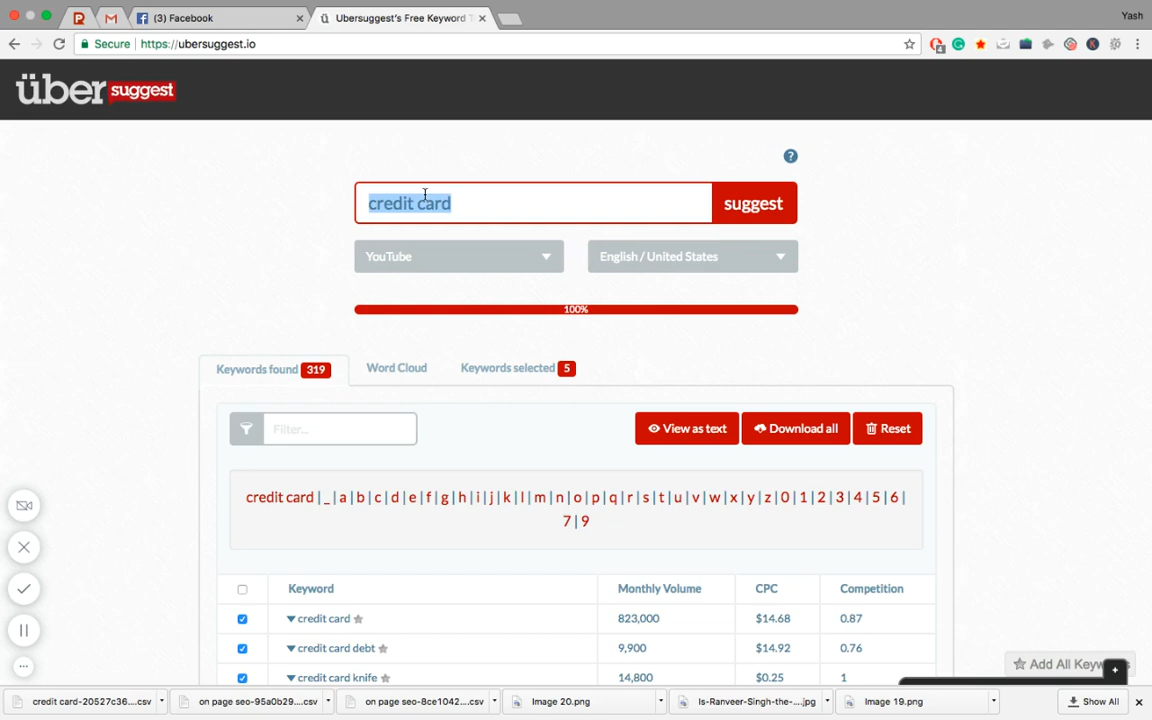 (3) Facebook
Übersuggest's Free Keyword T
Yash
Secure https://ubersuggest.io
4
über suggest
?
credit card
suggest
YouTube
English / United States
100%
Keywords found 319
Word Cloud
Keywords selected 5
Filter...
View as text
Download all
Reset
credit card | _ | a | b | c | d | e | f | g | h | i | j | k | l | m | n | o | p | q | r | s | t | u | v | w | x | y | z | 0 | 1 | 2 | 3 | 4 | 5 | 6 |
7 | 9
Keyword Monthly Volume CPC Competition
credit card 823,000 $14.68 0.87
credit card debt 9,900 $14.92 0.76
credit card knife 14,800 $0.25 1
Add All Keyw
credit card-20527c36....csv
on page seo-95a0b29....csv
on page seo-8ce1042....csv
Image 20.png
Is-Ranveer-Singh-the-....jpg
Image 19.png
Show All